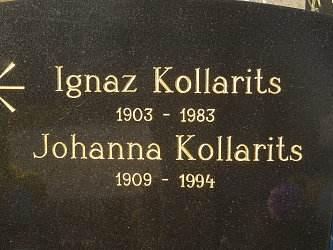 Ignaz Kollarits
1903 - 1983
Johanna Kollarits
1909 - 1994